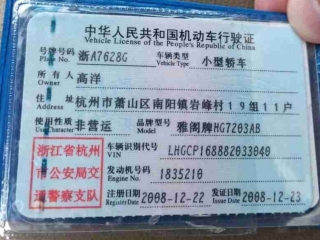 中华人民共和国机动车行驶证
Vehicle License of the People's Republic of China
号牌号码 浙A7628G 车辆类型 小型轿车
Plate No. Vehicle Type
所有人 高洋
Owner
住址 杭州市萧山区南阳镇岩峰村19组11户
Address
使用性质 非营运 品牌型号 雅阁牌HG7203AB
Use Character Model
浙江省杭州 车辆识别代号 LHGCP168882033040
VIN
市公安局交 发动机号码 1835210
Engine No.
道警察支队 注册日期 2008-12-22 发证日期 2008-12-23
Register Date Issue Date